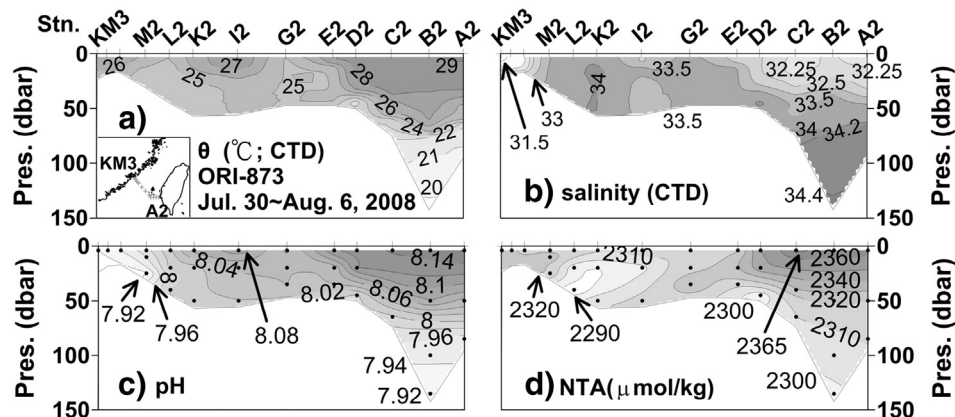 Stn. KM3 M2 L2 K2 I2 G2 E2 D2 C2 B2 A2
KM3 M2 L2 K2 I2 G2 E2 D2 C2 B2 A2
Pres. (dbar)
0
50
100
150
26 25 27 25 28 29
26 24 22
21
20
a)
KM3
A2
θ (℃; CTD)
ORI-873
Jul. 30~Aug. 6, 2008
34 33.5 32.25 32.25
32.5
33.5
33 33.5 34 34.2
31.5
34.4
b) salinity (CTD)
0
50
100
150
Pres. (dbar)
Pres. (dbar)
0
50
100
150
8 8.04 8.14
8.02 8.06 8.1
7.92 8
7.96 8.08 7.96
7.94
7.92
c) pH
2310 2360
2340
2320 2300 2320
2290 2365 2310
2300
d) NTA(μmol/kg)
0
50
100
150
Pres. (dbar)